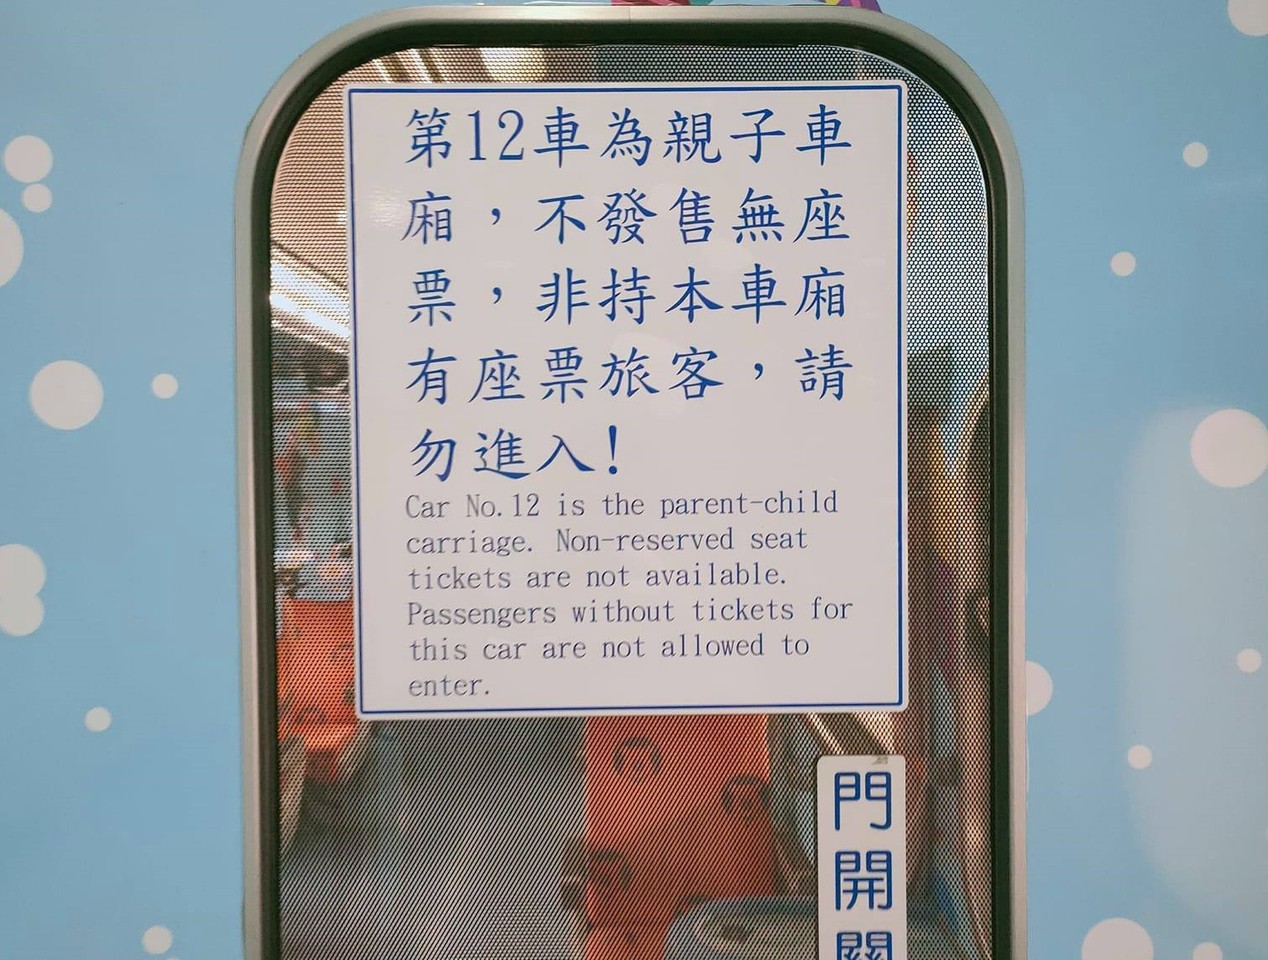 第12車為親子車
廂，不發售無座
票，非持本車廂
有座票旅客，請
勿進入!
Car No.12 is the parent-child
carriage. Non-reserved seat
tickets are not available.
Passengers without tickets for
this car are not allowed to
enter.
門
開
關